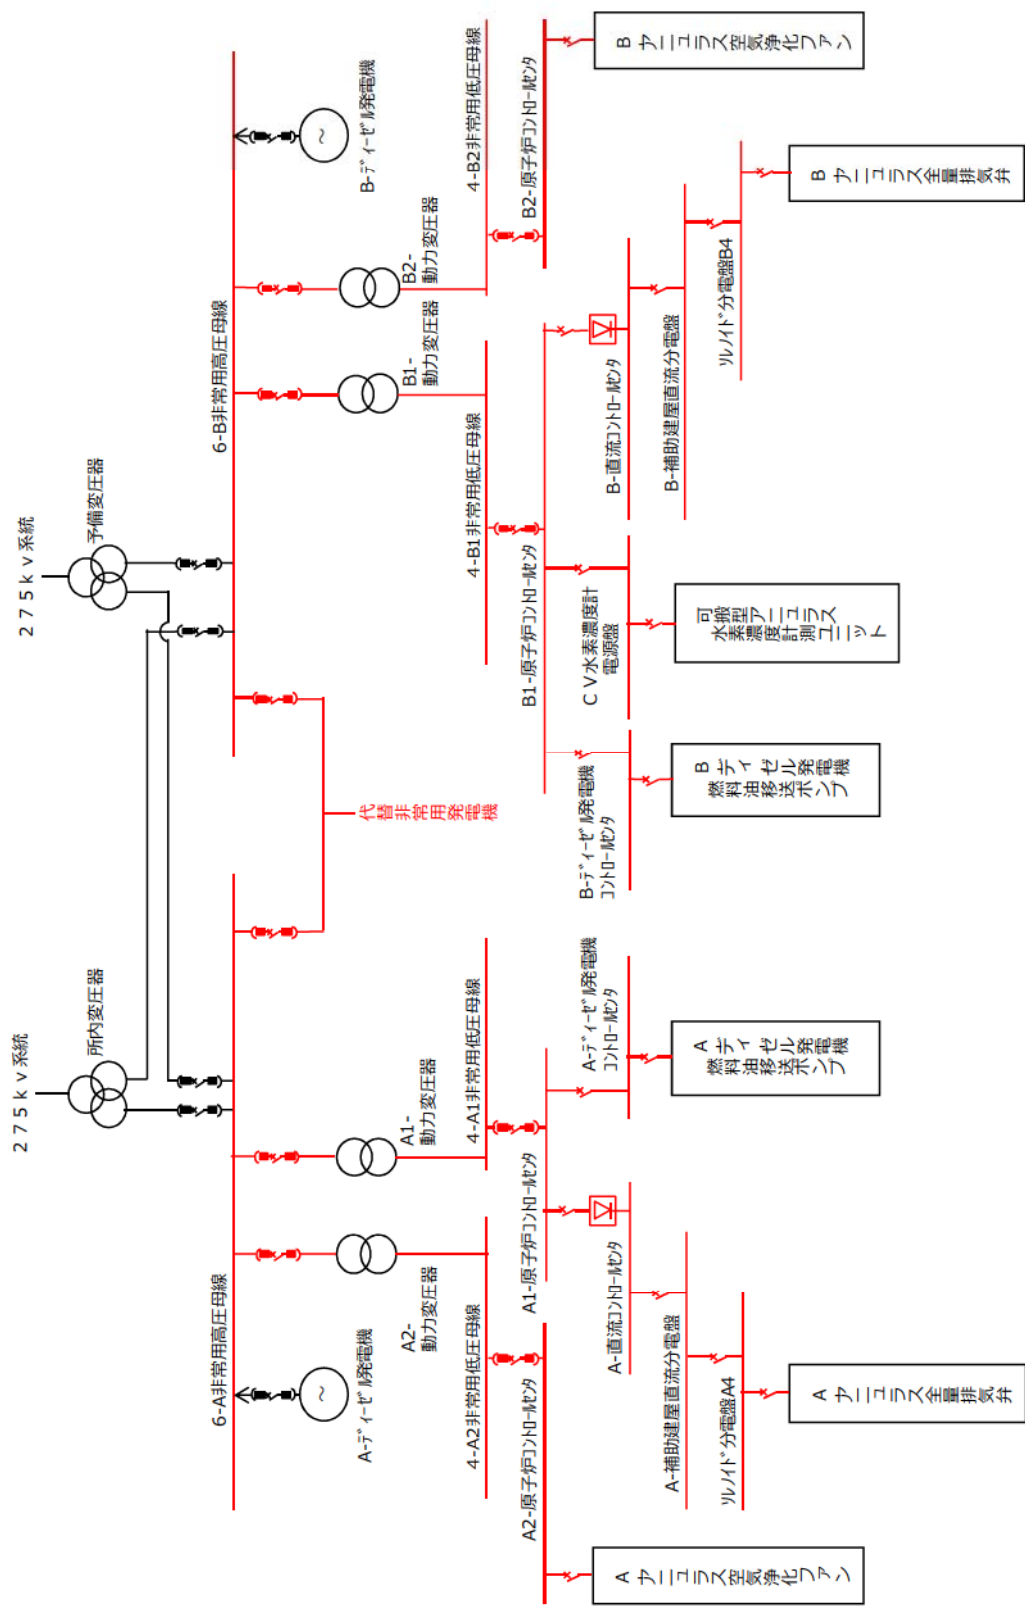 275kv系統
275kv系統
所内変圧器
予備変圧器
6-A非常用高圧母線
6-B非常用高圧母線
A-ﾃﾞｨｰｾﾞﾙ発電機
代替非常用発電機
B-ﾃﾞｨｰｾﾞﾙ発電機
A2-
動力変圧器
A1-
動力変圧器
B1-
動力変圧器
B2-
動力変圧器
4-A2非常用低圧母線
4-A1非常用低圧母線
4-B1非常用低圧母線
4-B2非常用低圧母線
A2-原子炉ｺﾝﾄﾛｰﾙｾﾝﾀ
A1-原子炉ｺﾝﾄﾛｰﾙｾﾝﾀ
B1-原子炉ｺﾝﾄﾛｰﾙｾﾝﾀ
B2-原子炉ｺﾝﾄﾛｰﾙｾﾝﾀ
A-直流ｺﾝﾄﾛｰﾙｾﾝﾀ
A-ﾃﾞｨｰｾﾞﾙ発電機
ｺﾝﾄﾛｰﾙｾﾝﾀ
B-ﾃﾞｨｰｾﾞﾙ発電機
ｺﾝﾄﾛｰﾙｾﾝﾀ
CV水素濃度計
電源盤
B-直流ｺﾝﾄﾛｰﾙｾﾝﾀ
A-補助建屋直流分電盤
B-補助建屋直流分電盤
ｿﾚﾉｲﾄﾞ分電盤A4
ｿﾚﾉｲﾄﾞ分電盤B4
Aアニュラス空気浄化ファン
Aアニュラス全量排気弁
Aディーゼル発電機
燃料油移送ポンプ
Bディーゼル発電機
燃料油移送ポンプ
可搬型アニュラス
水素濃度計測ユニット
Bアニュラス全量排気弁
Bアニュラス空気浄化ファン